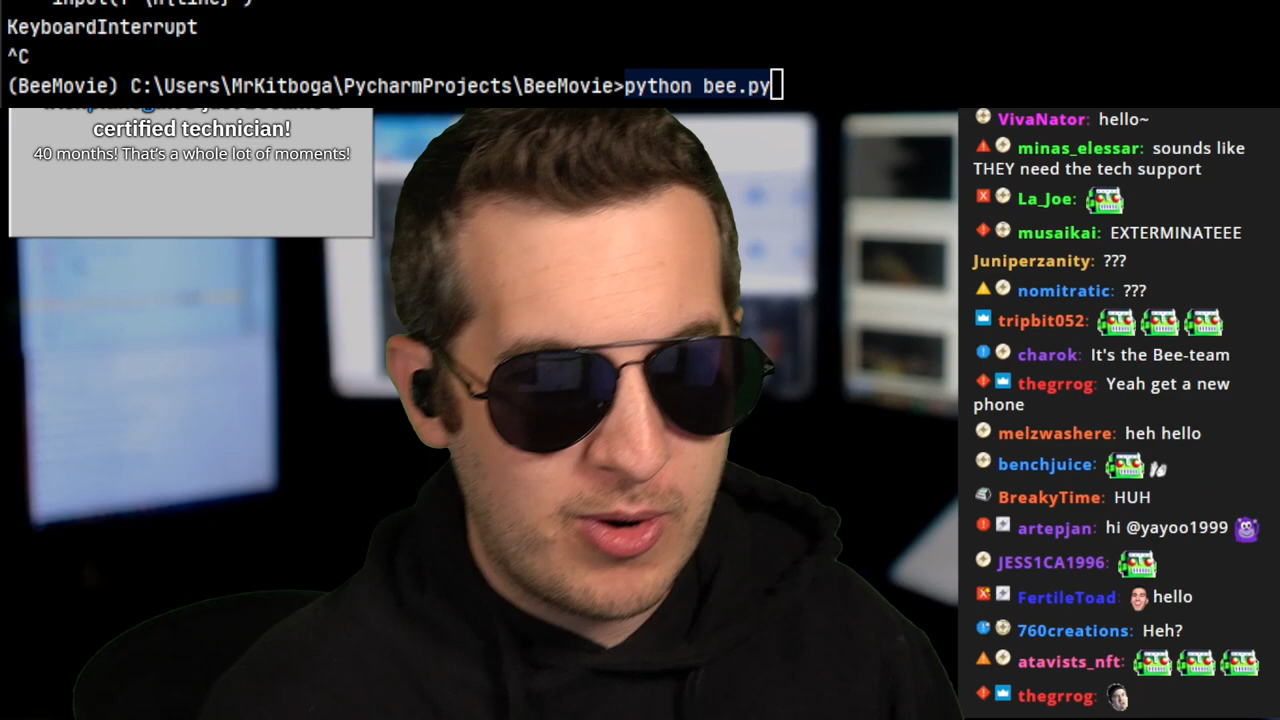 KeyboardInterrupt
^C
(BeeMovie) C:\Users\MrKitboga\PycharmProjects\BeeMovie>python bee.py
certified technician!
40 months! That's a whole lot of moments!
VivaNator: hello~
minas_elessar: sounds like
THEY need the tech support
La_Joe:
musaikai: EXTERMINATEEE
Juniperzanity: ???
nomitratic: ???
tripbit052:
charok: It's the Bee-team
thegrrog: Yeah get a new
phone
melzwashere: heh hello
benchjuice:
BreakyTime: HUH
artepjan: hi @yayoo1999
JESS1CA1996:
FertileToad: hello
760creations: Heh?
atavists_nft:
thegrrog: